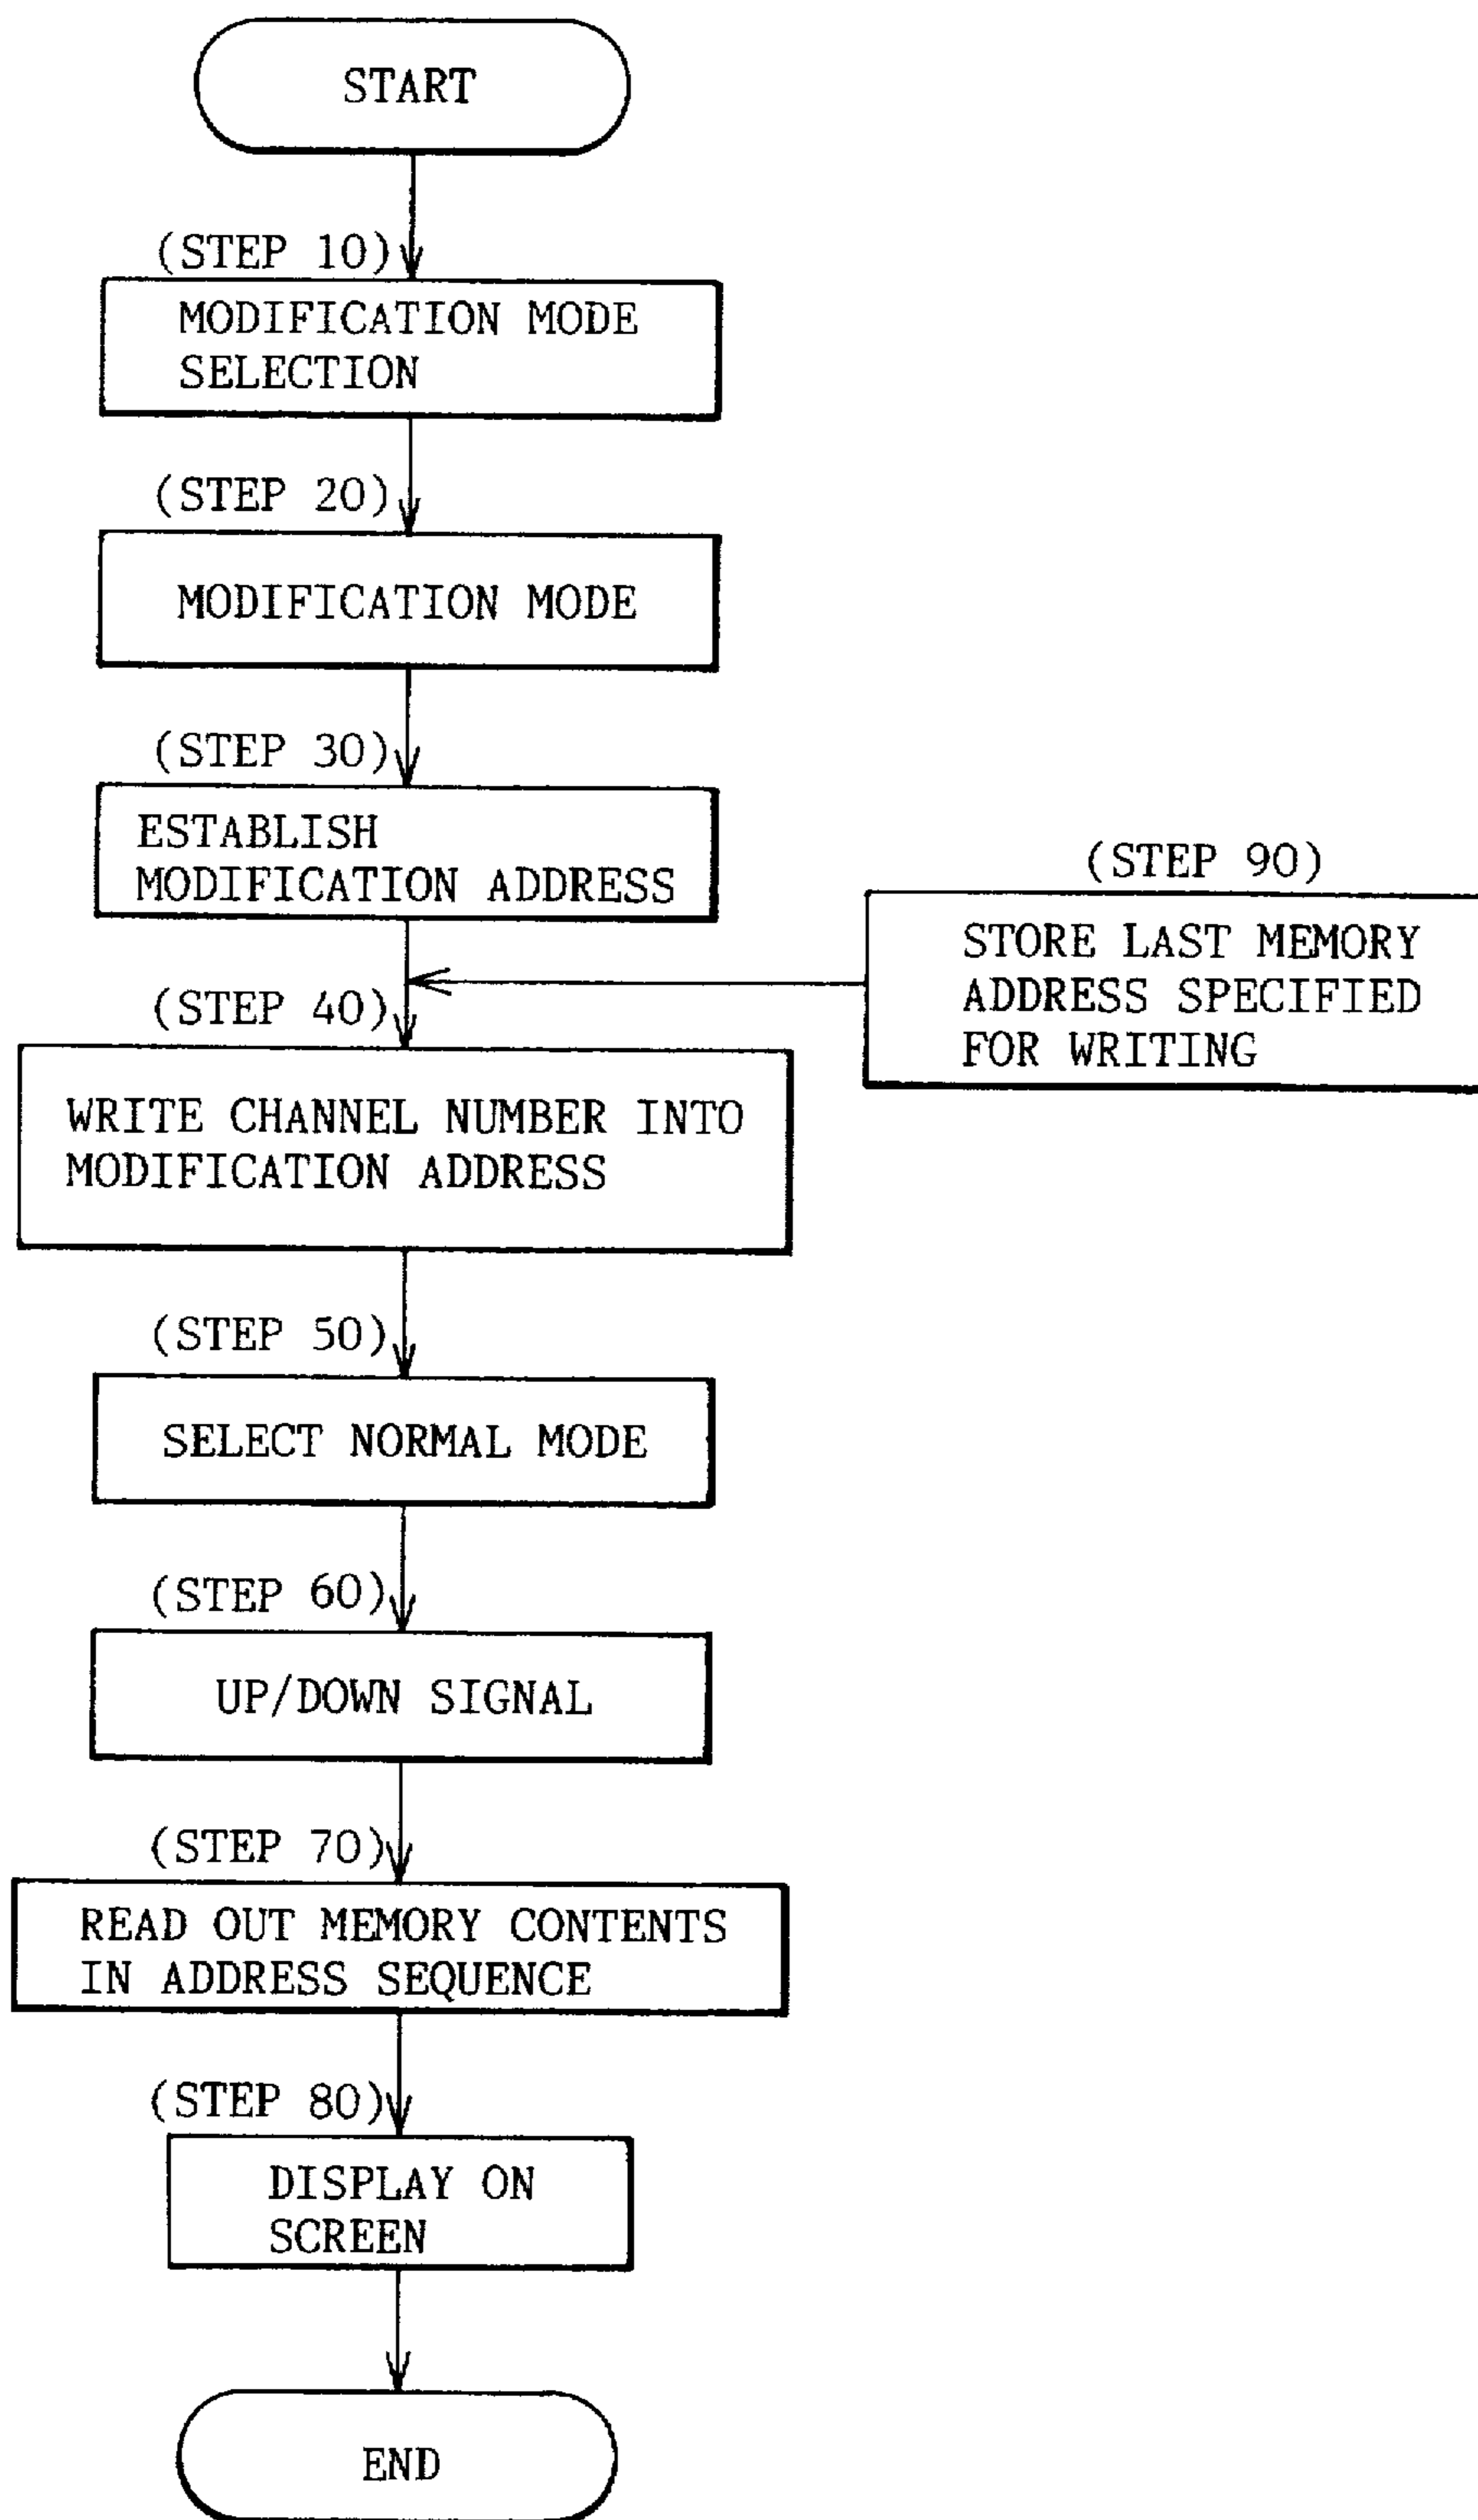 START
(STEP 10)
MODIFICATION MODE
SELECTION
(STEP 20)
MODIFICATION MODE
(STEP 30)
ESTABLISH
MODIFICATION ADDRESS
(STEP 90)
STORE LAST MEMORY
ADDRESS SPECIFIED
FOR WRITING
(STEP 40)
WRITE CHANNEL NUMBER INTO
MODIFICATION ADDRESS
(STEP 50)
SELECT NORMAL MODE
(STEP 60)
UP/DOWN SIGNAL
(STEP 70)
READ OUT MEMORY CONTENTS
IN ADDRESS SEQUENCE
(STEP 80)
DISPLAY ON
SCREEN
END